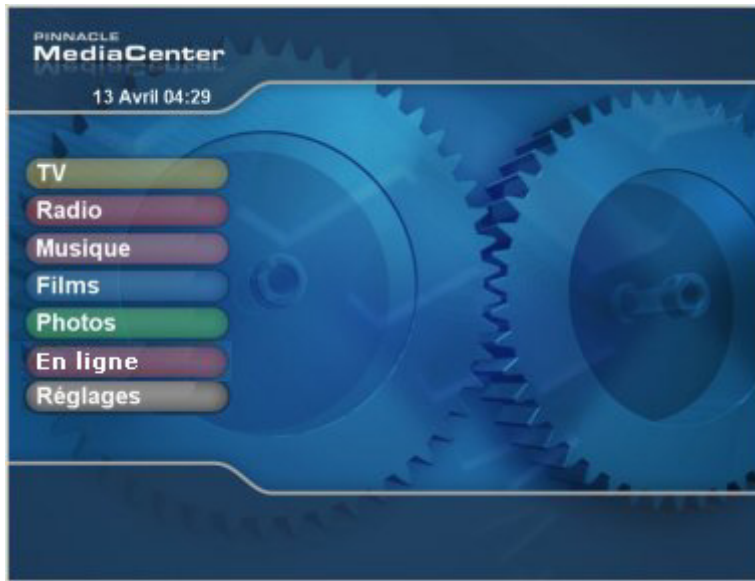 PINNACLE
MediaCenter
13 Avril 04:29
TV
Radio
Musique
Films
Photos
En ligne
Réglages